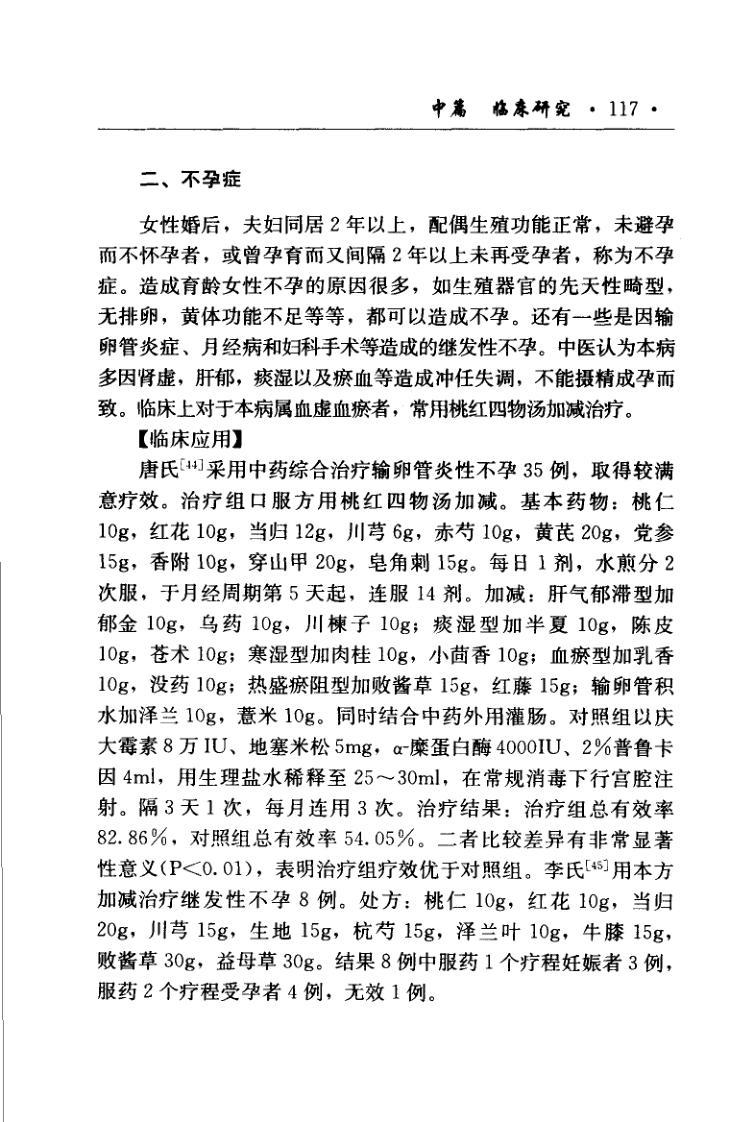 中篇 临床研究 · 117 ·
二、不孕症
女性婚后，夫妇同居 2 年以上，配偶生殖功能正常，未避孕
而不怀孕者，或曾孕育而又间隔 2 年以上未再受孕者，称为不孕
症。造成育龄女性不孕的原因很多，如生殖器官的先天性畸型，
无排卵，黄体功能不足等等，都可以造成不孕。还有一些是因输
卵管炎症、月经病和妇科手术等造成的继发性不孕。中医认为本病
多因肾虚，肝郁，痰湿以及瘀血等造成冲任失调，不能摄精成孕而
致。临床上对于本病属血虚血瘀者，常用桃红四物汤加减治疗。
【临床应用】
唐氏[44]采用中药综合治疗输卵管炎性不孕 35 例，取得较满
意疗效。治疗组口服方用桃红四物汤加减。基本药物：桃仁
10g，红花 10g，当归 12g，川芎 6g，赤芍 10g，黄芪 20g，党参
15g，香附 10g，穿山甲 20g，皂角刺 15g。每日 1 剂，水煎分 2
次服，于月经周期第 5 天起，连服 14 剂。加减：肝气郁滞型加
郁金 10g，乌药 10g，川楝子 10g；痰湿型加半夏 10g，陈皮
10g，苍术 10g；寒湿型加肉桂 10g，小茴香 10g；血瘀型加乳香
10g，没药 10g；热盛瘀阻型加败酱草 15g，红藤 15g；输卵管积
水加泽兰 10g，薏米 10g。同时结合中药外用灌肠。对照组以庆
大霉素 8 万 IU、地塞米松 5mg，α-糜蛋白酶 4000IU、2%普鲁卡
因 4ml，用生理盐水稀释至 25～30ml，在常规消毒下行宫腔注
射。隔 3 天 1 次，每月连用 3 次。治疗结果：治疗组总有效率
82.86%，对照组总有效率 54.05%。二者比较差异有非常显著
性意义(P<0.01)，表明治疗组疗效优于对照组。李氏[45]用本方
加减治疗继发性不孕 8 例。处方：桃仁 10g，红花 10g，当归
20g，川芎 15g，生地 15g，杭芍 15g，泽兰叶 10g，牛膝 15g，
败酱草 30g，益母草 30g。结果 8 例中服药 1 个疗程妊娠者 3 例，
服药 2 个疗程受孕者 4 例，无效 1 例。